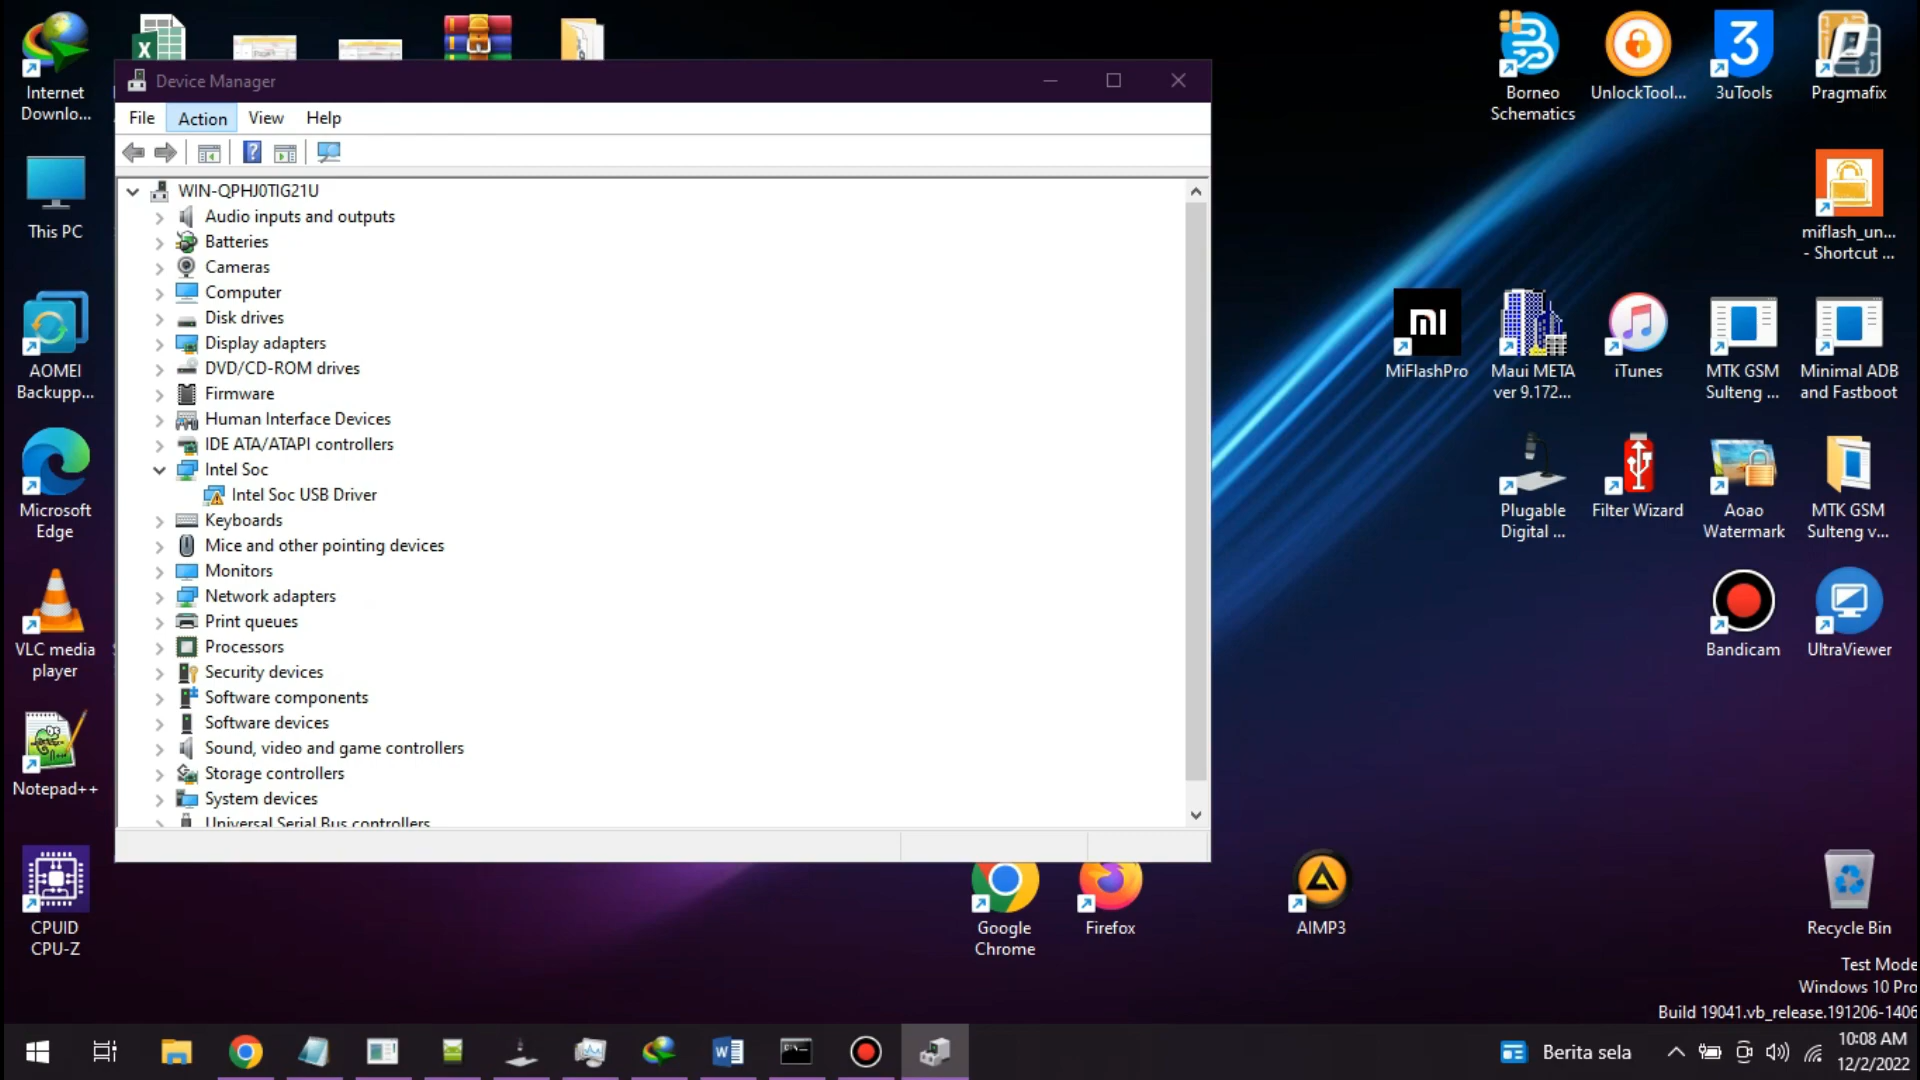 Internet
Downlo...
This PC
AOMEI
Backupp...
Microsoft
Edge
VLC media
player
Notepad++
CPUID
CPU-Z
Device Manager
File
Action
View
Help
WIN-QPHJ0TIG21U
Audio inputs and outputs
Batteries
Cameras
Computer
Disk drives
Display adapters
DVD/CD-ROM drives
Firmware
Human Interface Devices
IDE ATA/ATAPI controllers
Intel Soc
Intel Soc USB Driver
Keyboards
Mice and other pointing devices
Monitors
Network adapters
Print queues
Processors
Security devices
Software components
Software devices
Sound, video and game controllers
Storage controllers
System devices
Universal Serial Bus controllers
Borneo
Schematics
UnlockTool...
3uTools
Pragmafix
miflash_un...
- Shortcut ...
MiFlashPro
Maui META
ver 9.172...
iTunes
MTK GSM
Sulteng ...
Minimal ADB
and Fastboot
Plugable
Digital ...
Filter Wizard
Aoao
Watermark
MTK GSM
Sulteng v...
Bandicam
UltraViewer
Google
Chrome
Firefox
AIMP3
Recycle Bin
Test Mode
Windows 10 Pro
Build 19041.vb_release.191206-1406
Berita sela
10:08 AM
12/2/2022